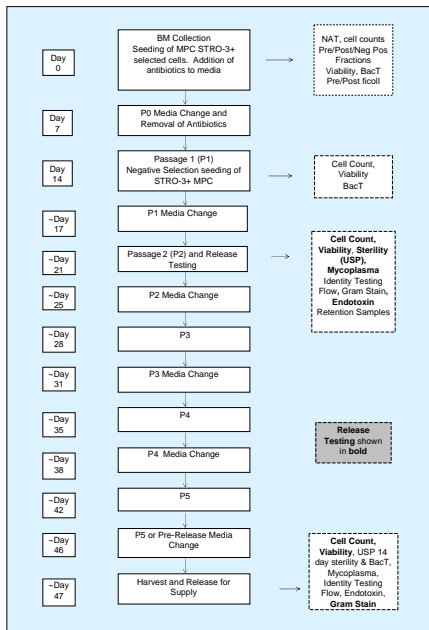 Day
0
BM Collection
Seeding of MPC STRO-3+
selected cells. Addition of
antibiotics to media
NAT, cell counts
Pre/Post/Neg Pos
Fractions
Viability, BacT
Pre/Post ficoll
Day
7
P0 Media Change and
Removal of Antibiotics
Day
14
Passage 1 (P1)
Negative Selection seeding of
STRO-3+ MPC
Cell Count,
Viability
BacT
~Day
17
P1 Media Change
~Day
21
Passage 2 (P2) and Release
Testing
Cell Count,
Viability, Sterility
(USP),
Mycoplasma
Identity Testing
Flow, Gram Stain,
Endotoxin
Retention Samples
~Day
25
P2 Media Change
~Day
28
P3
~Day
31
P3 Media Change
~Day
35
P4
Release
Testing shown
in bold
~Day
38
P4 Media Change
~Day
42
P5
~Day
46
P5 or Pre-Release Media
Change
~Day
47
Harvest and Release for
Supply
Cell Count,
Viability, USP 14
day sterility & BacT,
Mycoplasma,
Identity Testing
Flow, Endotoxin,
Gram Stain